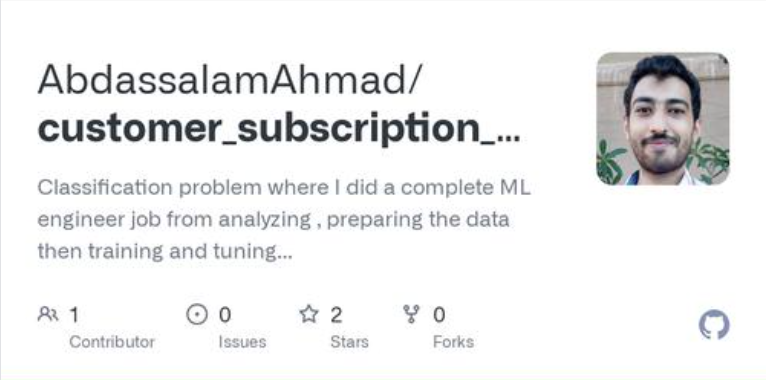 AbdassalamAhmad/
customer_subscription_...
Classification problem where I did a complete ML
engineer job from analyzing , preparing the data
then training and tuning...
1 0 2 0
Contributor Issues Stars Forks